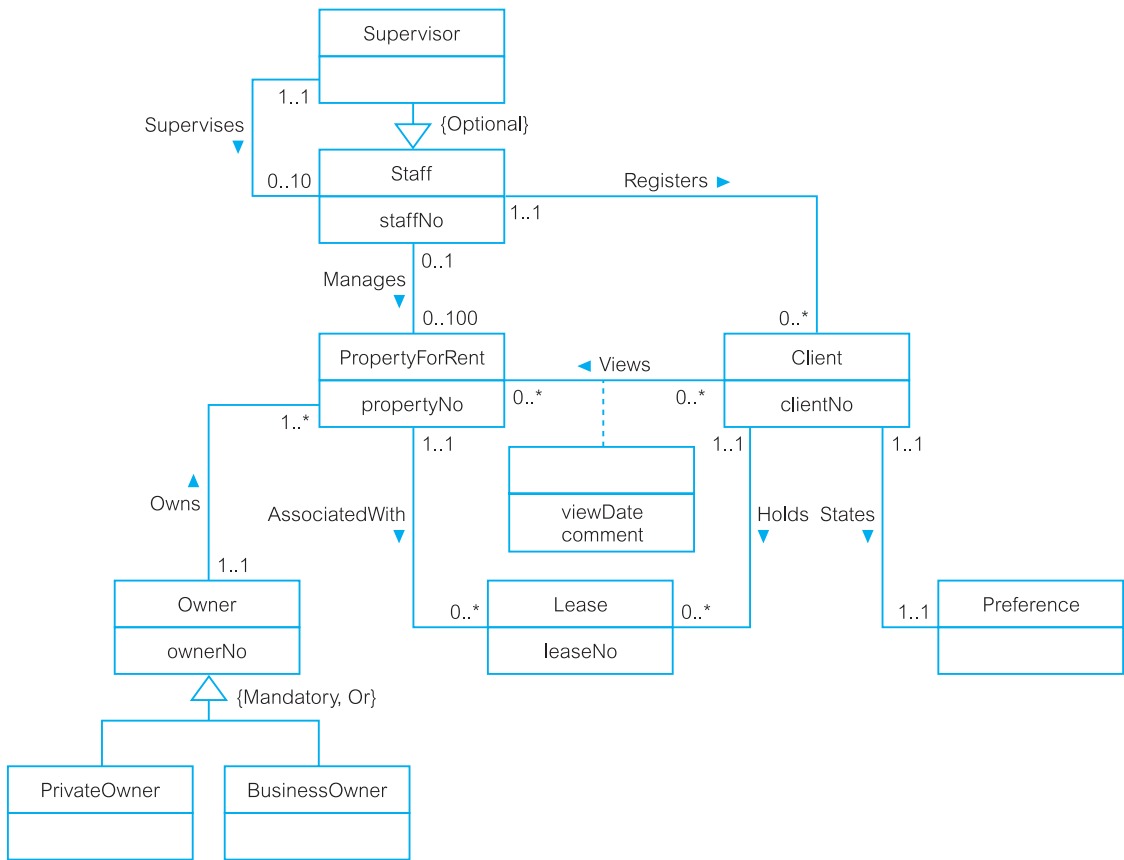 Supervisor
1..1
Supervises
{Optional}
0..10
Staff
staffNo
Registers
1..1
0..1
Manages
0..100
0..*
PropertyForRent
propertyNo
Views
0..*
0..*
Client
clientNo
1..*
1..1
1..1
1..1
Owns
AssociatedWith
viewDate
comment
Holds
States
1..1
Owner
ownerNo
0..*
Lease
leaseNo
0..*
1..1
Preference
{Mandatory, Or}
PrivateOwner
BusinessOwner